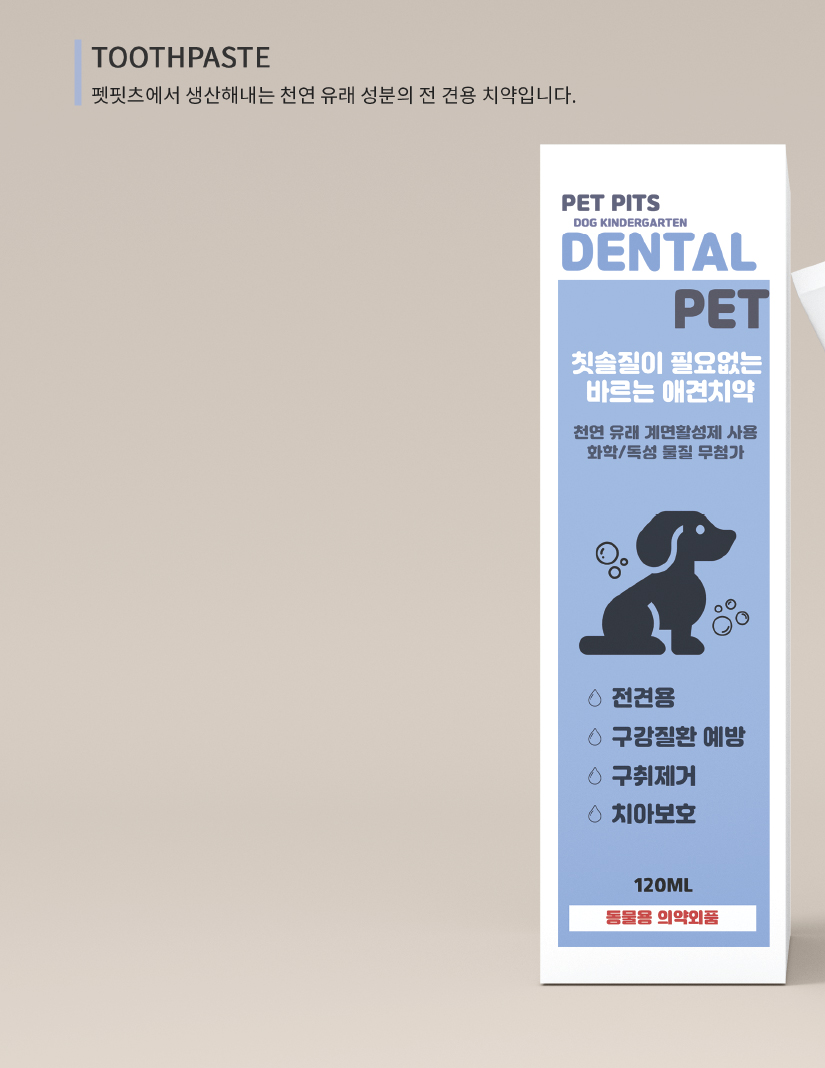 TOOTHPASTE
펫핏츠에서 생산해내는 천연 유래 성분의 전 견용 치약입니다.
PET PITS
DOG KINDERGARTEN
DENTAL
PET
칫솔질이 필요없는
바르는 애견치약
천연 유래 계면활성제 사용
화학/독성 물질 무첨가
전견용
구강질환 예방
구취제거
치아보호
120ML
동물용 의약외품